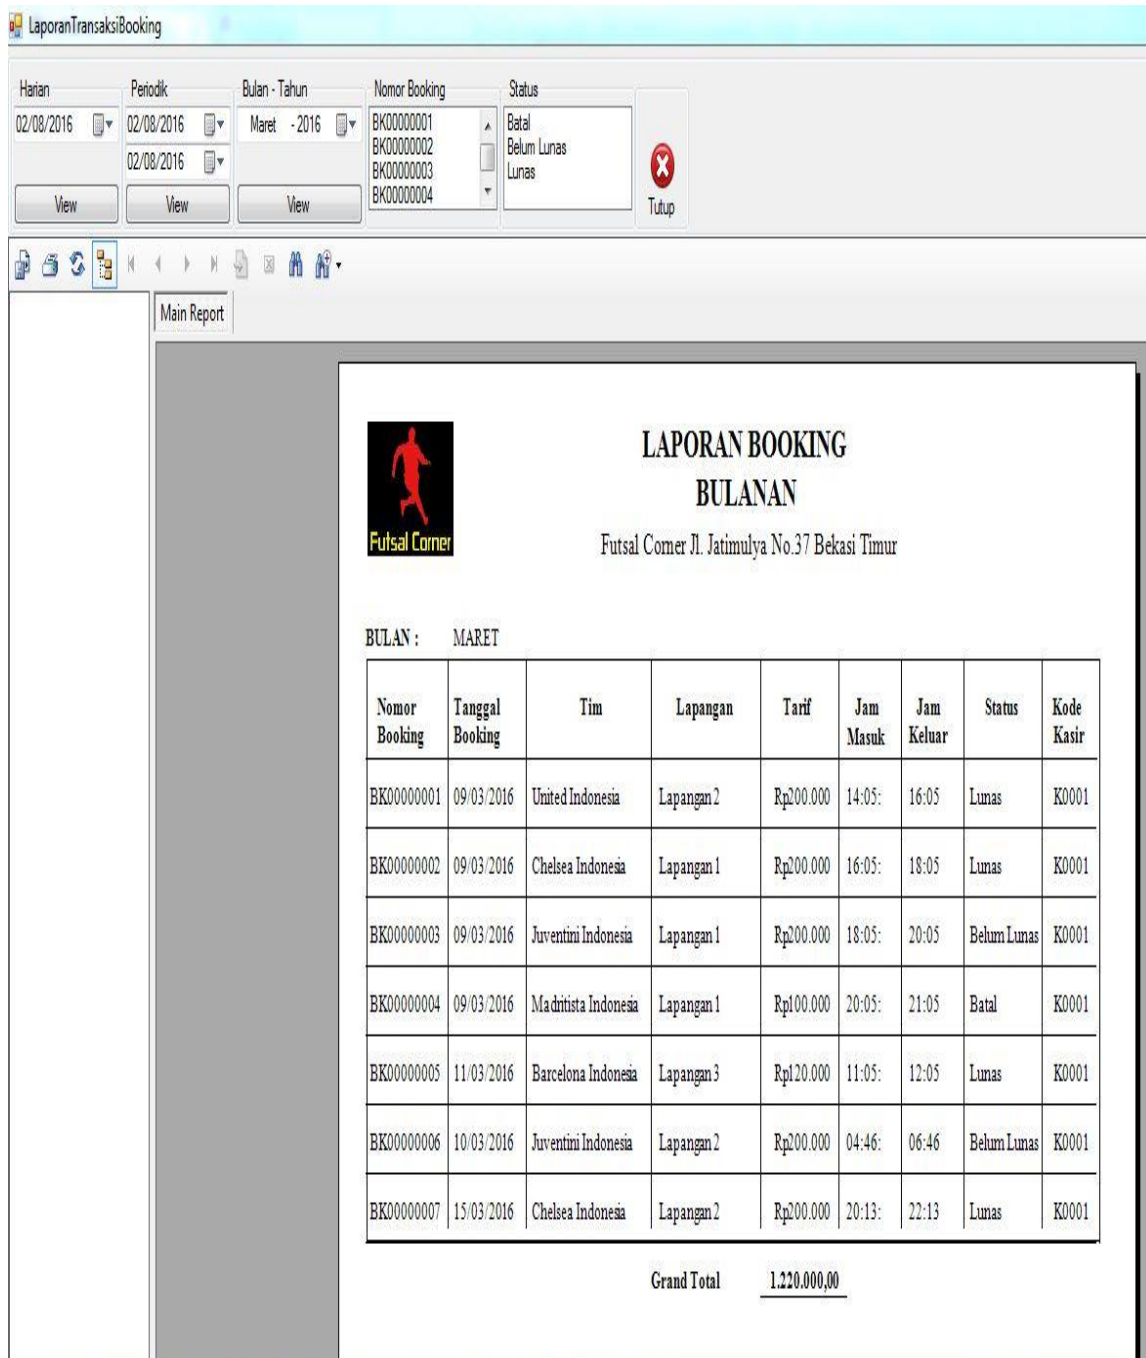 LaporanTransaksiBooking
Harian Periodik Bulan - Tahun Nomor Booking Status
02/08/2016 02/08/2016 Maret - 2016 BK00000001 Batal
BK00000002 Belum Lunas
02/08/2016 BK00000003 Lunas
View View View BK00000004 Tutup
Main Report
Futsal Corner
LAPORAN BOOKING
BULANAN
Futsal Corner Jl. Jatimulya No.37 Bekasi Timur
BULAN : MARET
Nomor Tanggal Tim Lapangan Tarif Jam Jam Status Kode
Booking Booking Masuk Keluar Kasir
BK00000001 09/03/2016 United Indonesia Lapangan 2 Rp200.000 14:05: 16:05 Lunas K0001
BK00000002 09/03/2016 Chelsea Indonesia Lapangan 1 Rp200.000 16:05: 18:05 Lunas K0001
BK00000003 09/03/2016 Juventini Indonesia Lapangan 1 Rp200.000 18:05: 20:05 Belum Lunas K0001
BK00000004 09/03/2016 Madritista Indonesia Lapangan 1 Rp100.000 20:05: 21:05 Batal K0001
BK00000005 11/03/2016 Barcelona Indonesia Lapangan 3 Rp120.000 11:05: 12:05 Lunas K0001
BK00000006 10/03/2016 Juventini Indonesia Lapangan 2 Rp200.000 04:46: 06:46 Belum Lunas K0001
BK00000007 15/03/2016 Chelsea Indonesia Lapangan 2 Rp200.000 20:13: 22:13 Lunas K0001
Grand Total 1.220.000,00